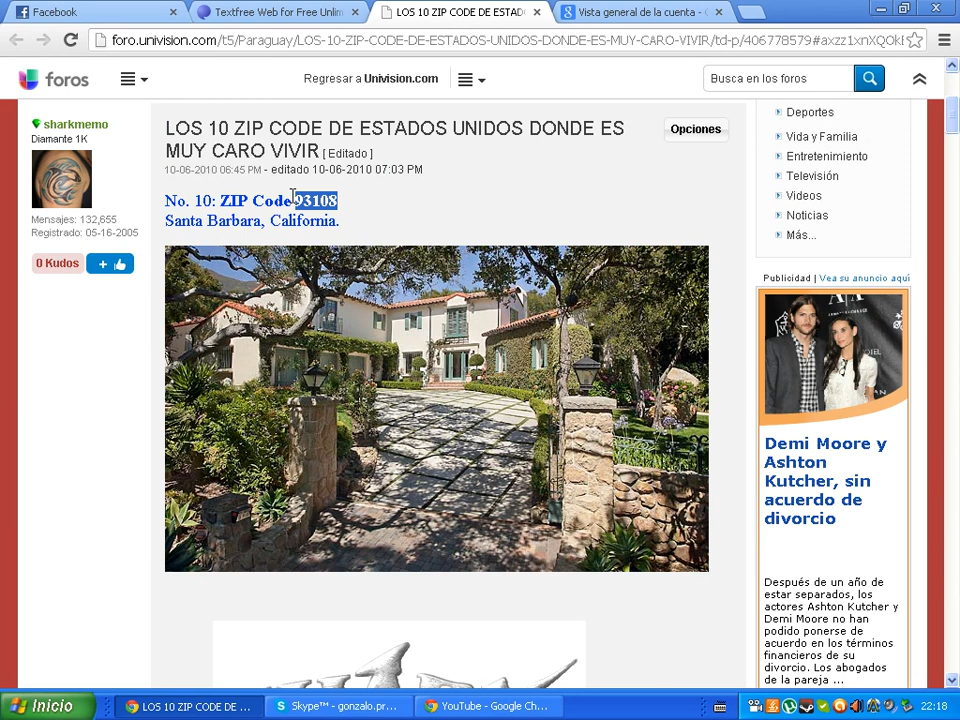 Facebook
Textfree Web for Free Unlim
LOS 10 ZIP CODE DE ESTAD
Vista general de la cuenta - 
foro.univision.com/t5/Paraguay/LOS-10-ZIP-CODE-DE-ESTADOS-UNIDOS-DONDE-ES-MUY-CARO-VIVIR/td-p/406778579#axzz1xnXQOkE
foros
Regresar a Univision.com
Busca en los foros
sharkmemo
Diamante 1K
Mensajes: 132,655
Registrado: 05-16-2005
0 Kudos
+
LOS 10 ZIP CODE DE ESTADOS UNIDOS DONDE ES
MUY CARO VIVIR [ Editado ]
Opciones
10-06-2010 06:45 PM - editado 10-06-2010 07:03 PM
No. 10: ZIP Code 93108
Santa Barbara, California.
Deportes
Vida y Familia
Entretenimiento
Televisión
Videos
Noticias
Más...
Publicidad | Vea su anuncio aquí
Demi Moore y
Ashton
Kutcher, sin
acuerdo de
divorcio
Después de un año de
estar separados, los
actores Ashton Kutcher y
Demi Moore no han
podido ponerse de
acuerdo en los términos
financieros de su
divorcio. Los abogados
de la pareja ...
Inicio
LOS 10 ZIP CODE DE ...
Skype™ - gonzalo.pr...
YouTube - Google Ch...
22:18